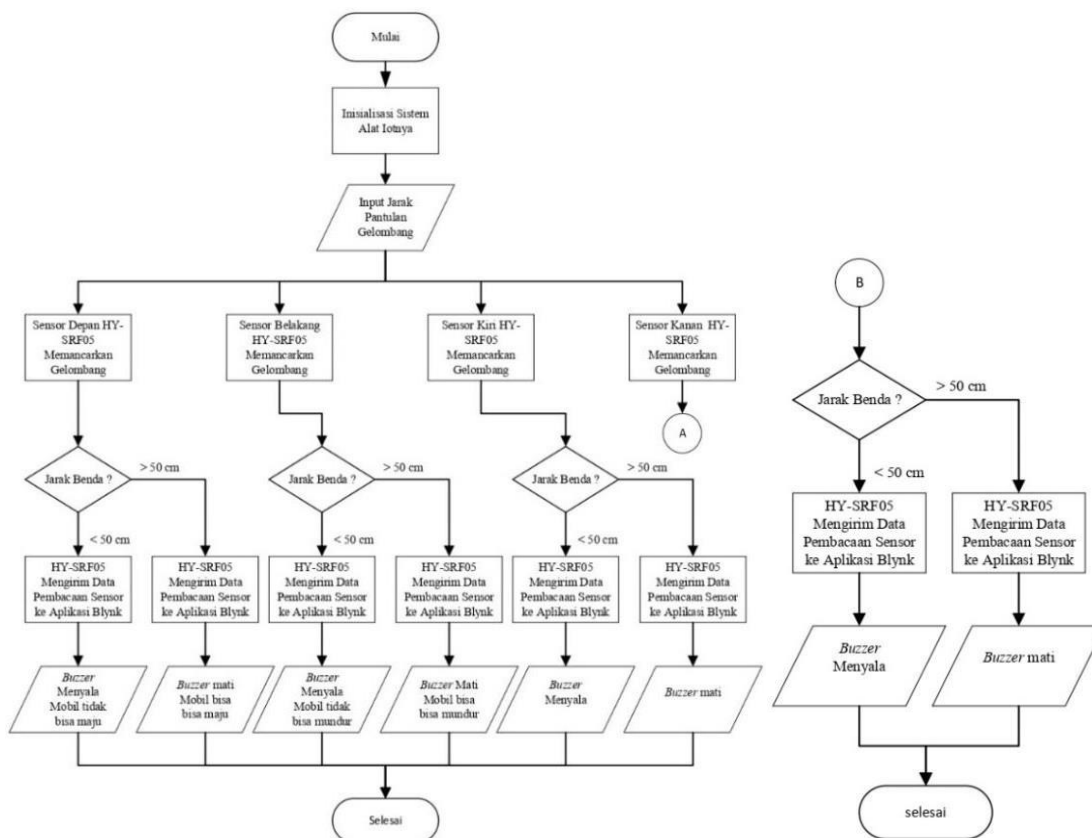 Mulai
Inisialisasi Sistem
Alat Iotnya
Input Jarak
Pantulan
Gelombang
Sensor Depan HY-
SRF05
Memancarkan
Gelombang
Sensor Belakang
HY-SRF05
Memancarkan
Gelombang
Sensor Kiri HY-
SRF05
Memancarkan
Gelombang
Sensor Kanan HY-
SRF05
Memancarkan
Gelombang
A
Jarak Benda ?
> 50 cm
< 50 cm
Jarak Benda ?
> 50 cm
< 50 cm
Jarak Benda ?
> 50 cm
< 50 cm
HY-SRF05
Mengirim Data
Pembacaan Sensor
ke Aplikasi Blynk
HY-SRF05
Mengirim Data
Pembacaan Sensor
ke Aplikasi Blynk
HY-SRF05
Mengirim Data
Pembacaan Sensor
ke Aplikasi Blynk
HY-SRF05
Mengirim Data
Pembacaan Sensor
ke Aplikasi Blynk
HY-SRF05
Mengirim Data
Pembacaan Sensor
ke Aplikasi Blynk
HY-SRF05
Mengirim Data
Pembacaan Sensor
ke Aplikasi Blynk
Buzzer
Menyala
Mobil tidak
bisa maju
Buzzer mati
Mobil bisa
bisa maju
Buzzer
Menyala
Mobil tidak
bisa mundur
Buzzer Mati
Mobil bisa
bisa mundur
Buzzer
Menyala
Buzzer mati
Selesai
B
Jarak Benda ?
> 50 cm
< 50 cm
HY-SRF05
Mengirim Data
Pembacaan Sensor
ke Aplikasi Blynk
HY-SRF05
Mengirim Data
Pembacaan Sensor
ke Aplikasi Blynk
Buzzer
Menyala
Buzzer mati
selesai